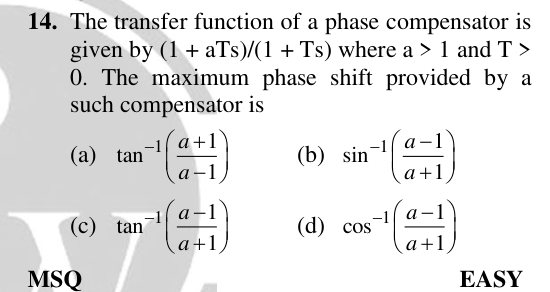 14. The transfer function of a phase compensator is
given by (1 + aTs)/(1 + Ts) where a > 1 and T >
0. The maximum phase shift provided by a
such compensator is
(a) tan⁻¹((a+1)/(a−1)) (b) sin⁻¹((a−1)/(a+1))
(c) tan⁻¹((a−1)/(a+1)) (d) cos⁻¹((a−1)/(a+1))
MSQ EASY